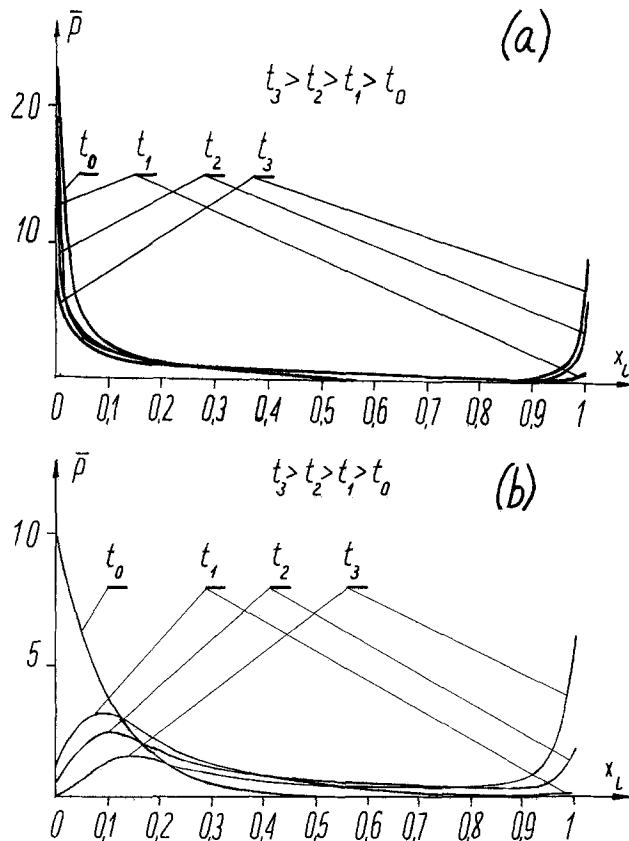 p̄
(a)
t₃ > t₂ > t₁ > t₀
20
t₀ t₁ t₂ t₃
10
x_i
0 0,1 0,2 0,3 0,4 0,5 0,6 0,7 0,8 0,9 1
p̄
(b)
t₃ > t₂ > t₁ > t₀
10
t₀ t₁ t₂ t₃
5
x_i
0 0,1 0,2 0,3 0,4 0,5 0,6 0,7 0,8 0,9 1